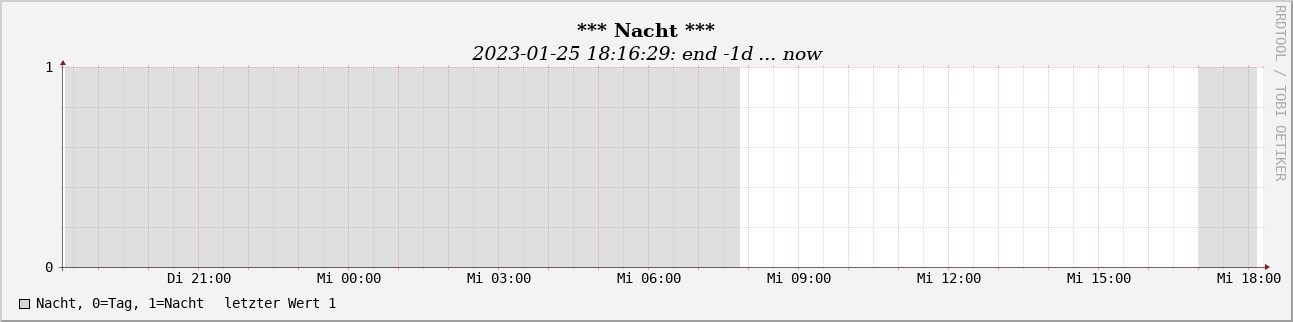 *** Nacht ***
2023-01-25 18:16:29: end -1d ... now
RRDTOOL / TOBI OETIKER
1
0
Di 21:00 Mi 00:00 Mi 03:00 Mi 06:00 Mi 09:00 Mi 12:00 Mi 15:00 Mi 18:00
Nacht, 0=Tag, 1=Nacht letzter Wert 1